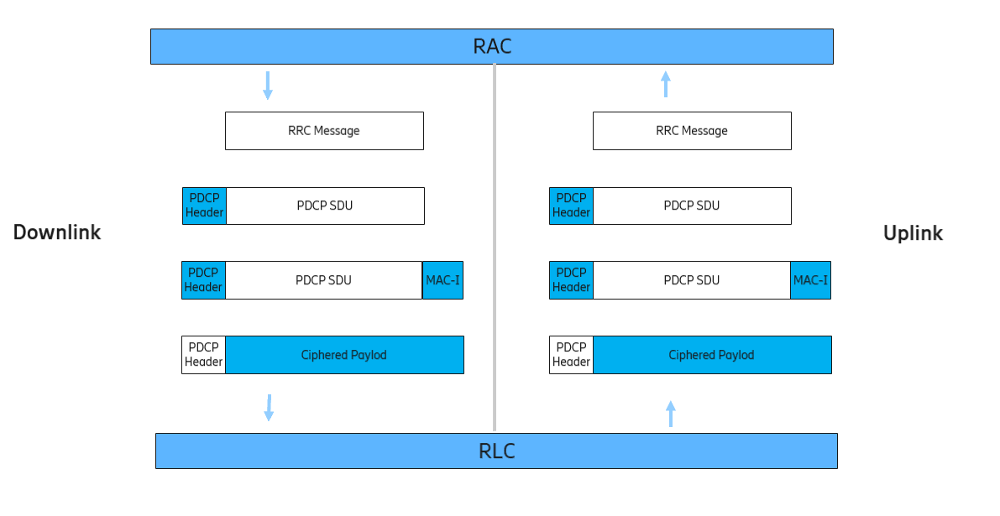 RAC
RRC Message
RRC Message
PDCP
Header
PDCP SDU
PDCP
Header
PDCP SDU
Downlink
Uplink
PDCP
Header
PDCP SDU
MAC-I
PDCP
Header
PDCP SDU
MAC-I
PDCP
Header
Ciphered Paylod
PDCP
Header
Ciphered Paylod
RLC